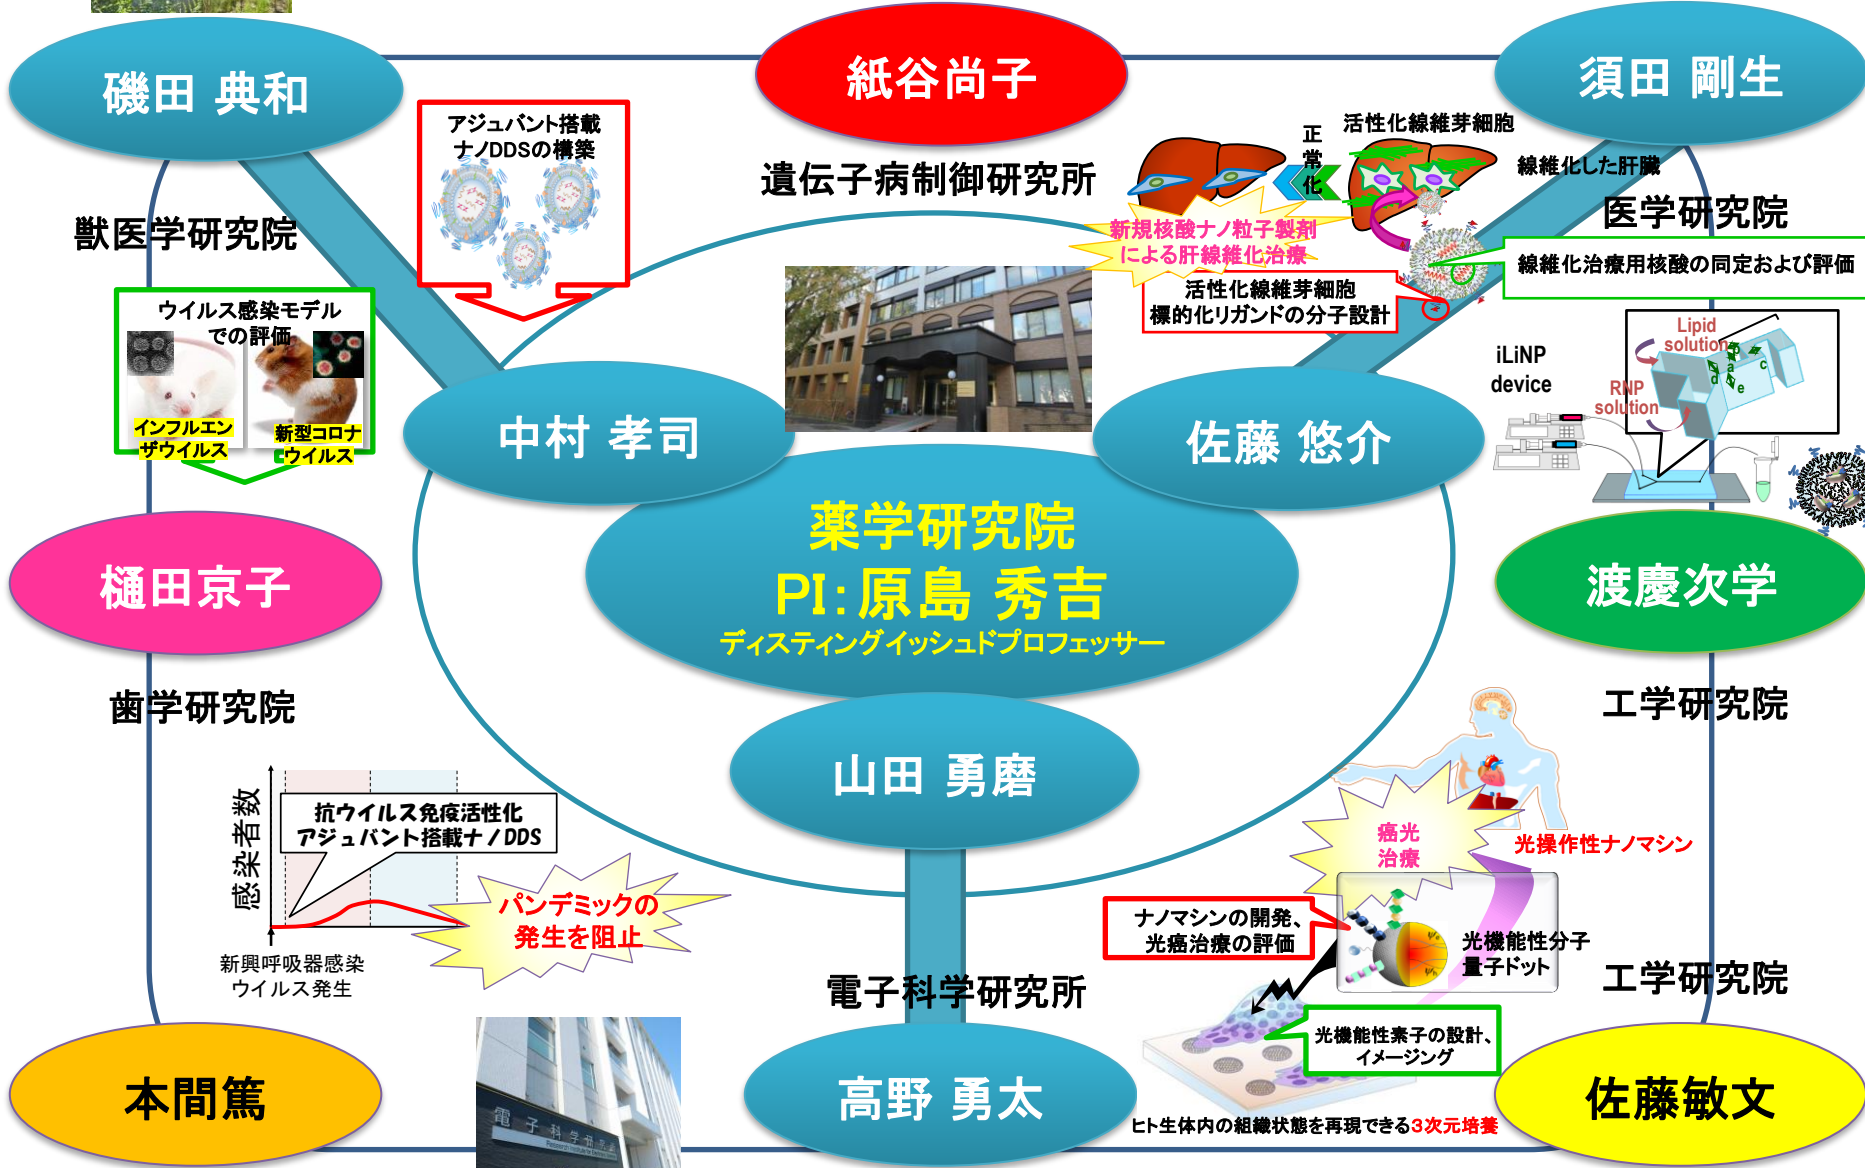 磯田 典和
紙谷尚子
須田 剛生
アジュバント搭載
ナノDDSの構築
遺伝子病制御研究所
正常化
活性化線維芽細胞
線維化した肝臓
獣医学研究院
医学研究院
新規核酸ナノ粒子製剤
による肝線維化治療
線維化治療用核酸の同定および評価
活性化線維芽細胞
標的化リガンドの分子設計
ウイルス感染モデル
での評価
インフルエン
ザウイルス
新型コロナ
ウイルス
iLiNP
device
Lipid
solution
RNP
solution
b
a
c
d
e
中村 孝司
佐藤 悠介
薬学研究院
PI:原島 秀吉
ディスティングイッシュドプロフェッサー
樋田京子
渡慶次学
歯学研究院
工学研究院
山田 勇磨
感染者数
抗ウイルス免疫活性化
アジュバント搭載ナノDDS
パンデミックの
発生を阻止
新興呼吸器感染
ウイルス発生
癌光
治療
光操作性ナノマシン
ナノマシンの開発、
光癌治療の評価
光機能性分子
量子ドット
電子科学研究所
工学研究院
光機能性素子の設計、
イメージング
本間篤
電子科学研究所
高野 勇太
佐藤敏文
ヒト生体内の組織状態を再現できる3次元培養